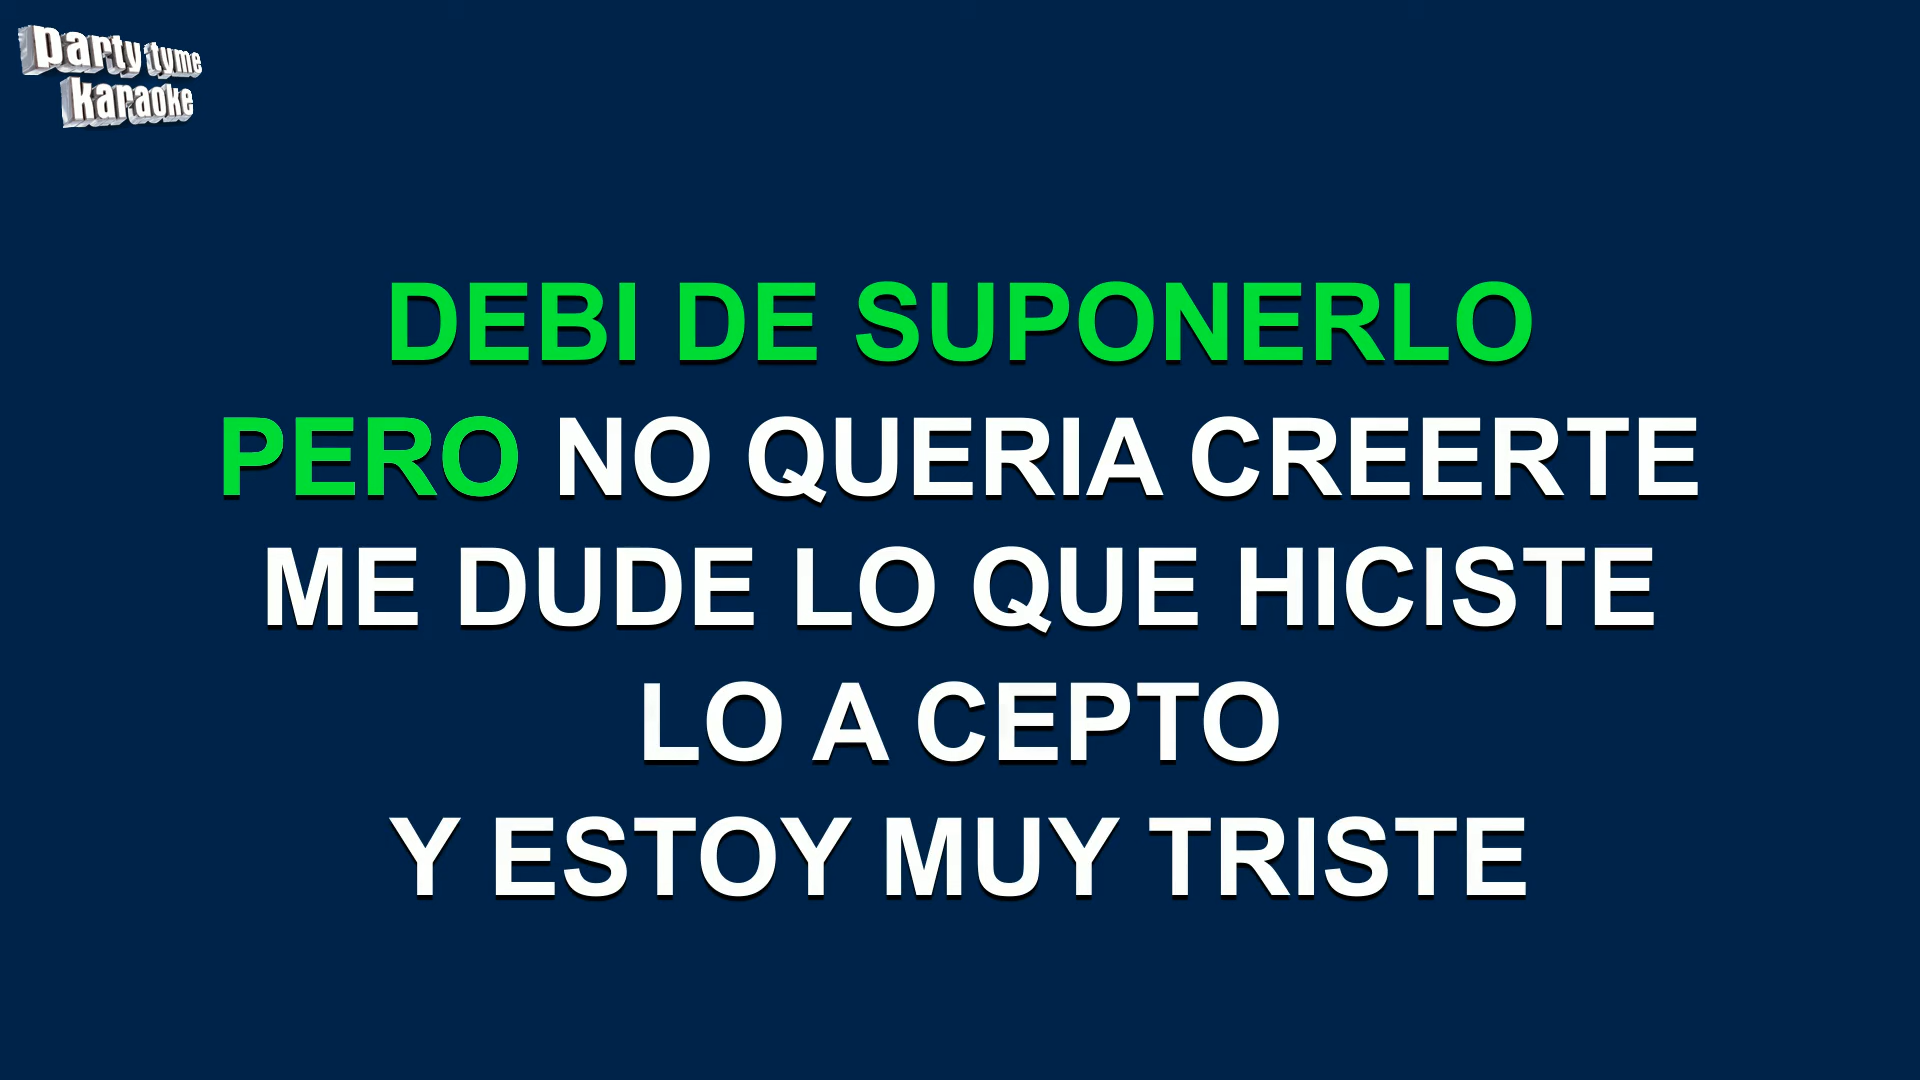 party tyme
karaoke
DEBI DE SUPONERLO
PERO NO QUERIA CREERTE
ME DUDE LO QUE HICISTE
LO A CEPTO
Y ESTOY MUY TRISTE